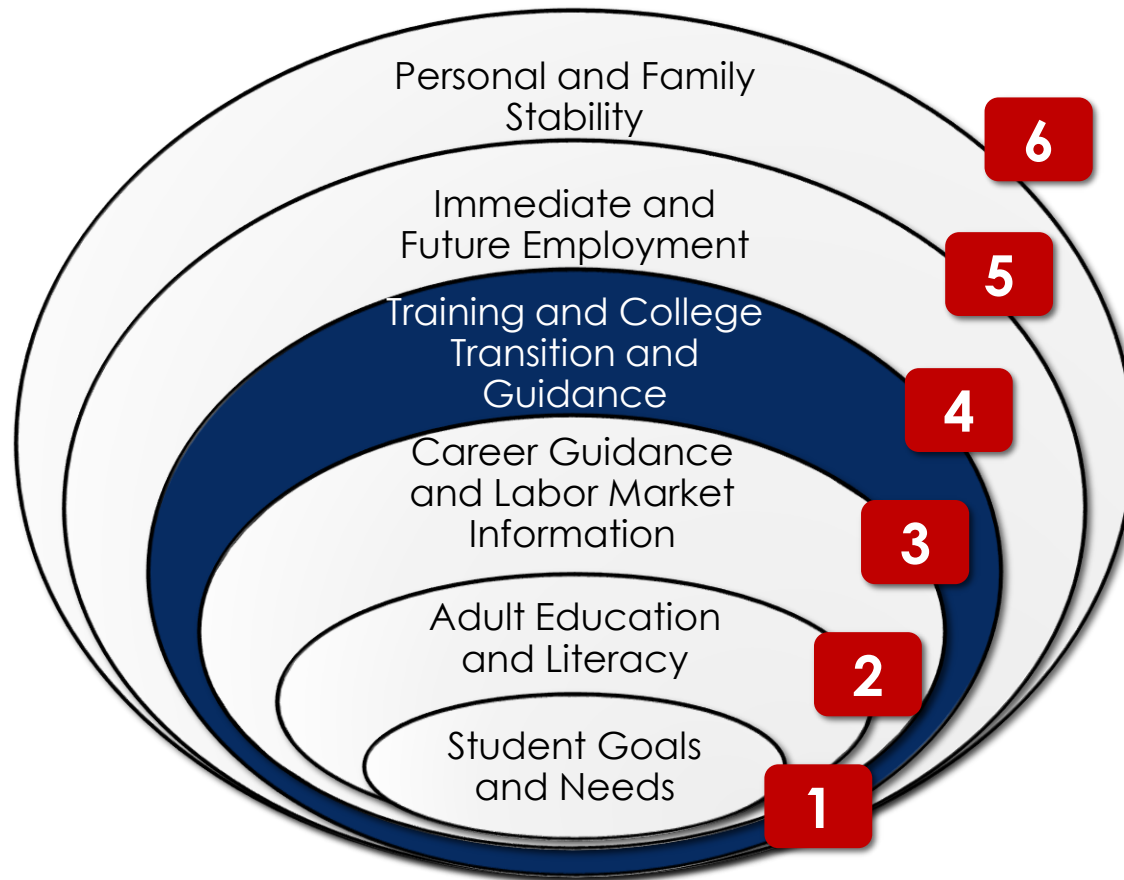 Personal and Family
Stability
6
Immediate and
Future Employment
5
Training and College
Transition and
Guidance
4
Career Guidance
and Labor Market
Information
3
Adult Education
and Literacy
2
Student Goals
and Needs
1